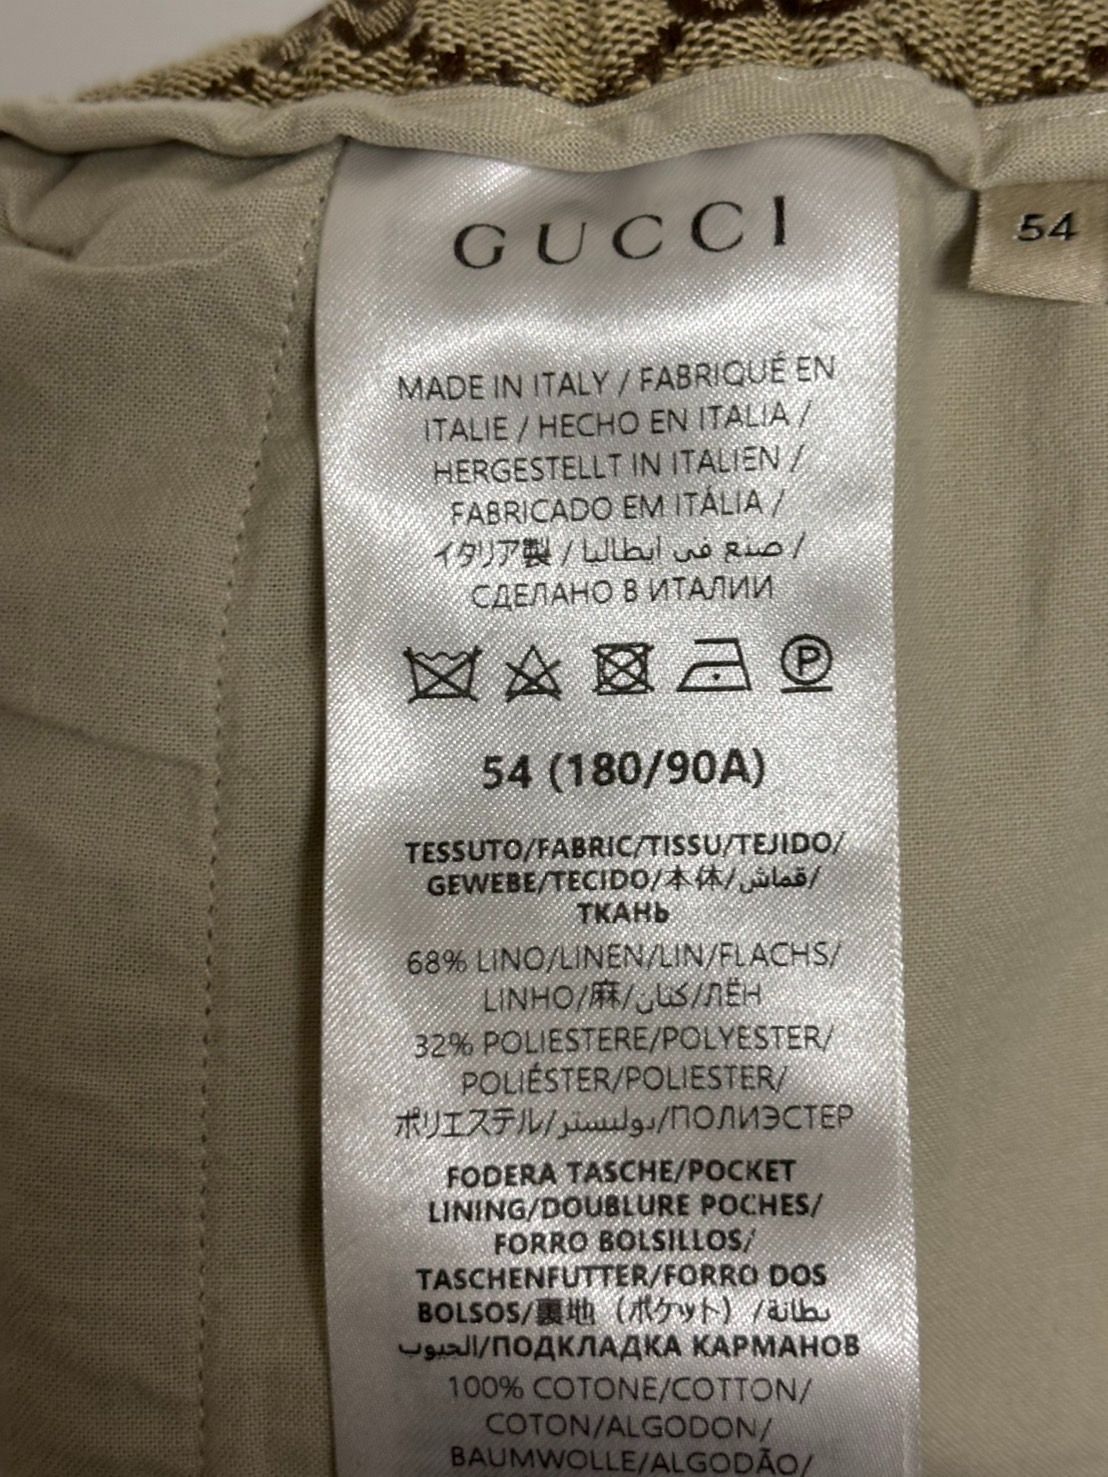 GUCCI
54
MADE IN ITALY / FABRIQUÉ EN
ITALIE / HECHO EN ITALIA /
HERGESTELLT IN ITALIEN /
FABRICADO EM ITÁLIA /
イタリア製 / صنع في ايطاليا /
СДЕЛАНО В ИТАЛИИ
P
54 (180/90A)
TESSUTO/FABRIC/TISSU/TEJIDO/
GEWEBE/TECIDO/本体/قماش/
ТКАНЬ
68% LINO/LINEN/LIN/FLACHS/
LINHO/麻/كتان/ЛЁН
32% POLIESTERE/POLYESTER/
POLIÉSTER/POLIESTER/
ポリエステル/بوليستر/ПОЛИЭСТЕР
FODERA TASCHE/POCKET
LINING/DOUBLURE POCHES/
FORRO BOLSILLOS/
TASCHENFUTTER/FORRO DOS
BOLSOS/裏地（ポケット）/بطانة
الجيوب/ПОДКЛАДКА КАРМАНОВ
100% COTONE/COTTON/
COTON/ALGODON/
BAUMWOLLE/ALGODÃO/